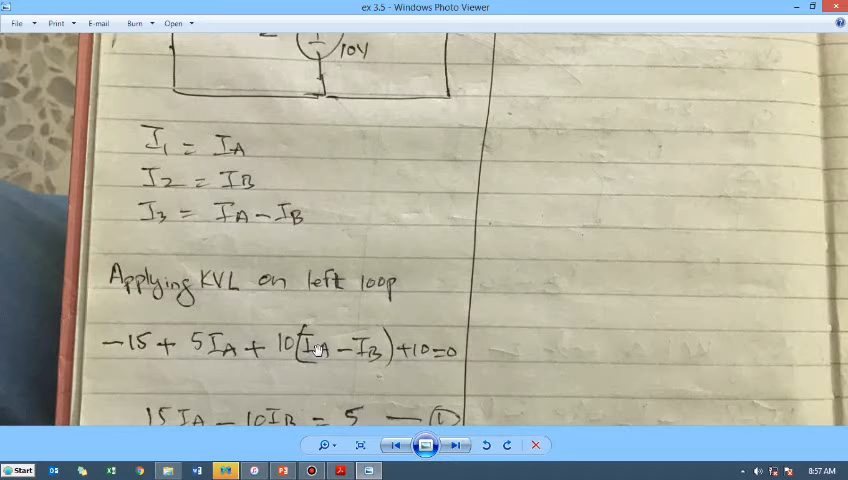 ex 3.5 - Windows Photo Viewer
File Print E-mail Burn Open
10V
I1 = IA
I2 = IB
I3 = IA - IB
Applying KVL on left loop
-15 + 5IA + 10(IA - IB) + 10 = 0
15IA - 10IB = 5 — ①
Start
8:57 AM